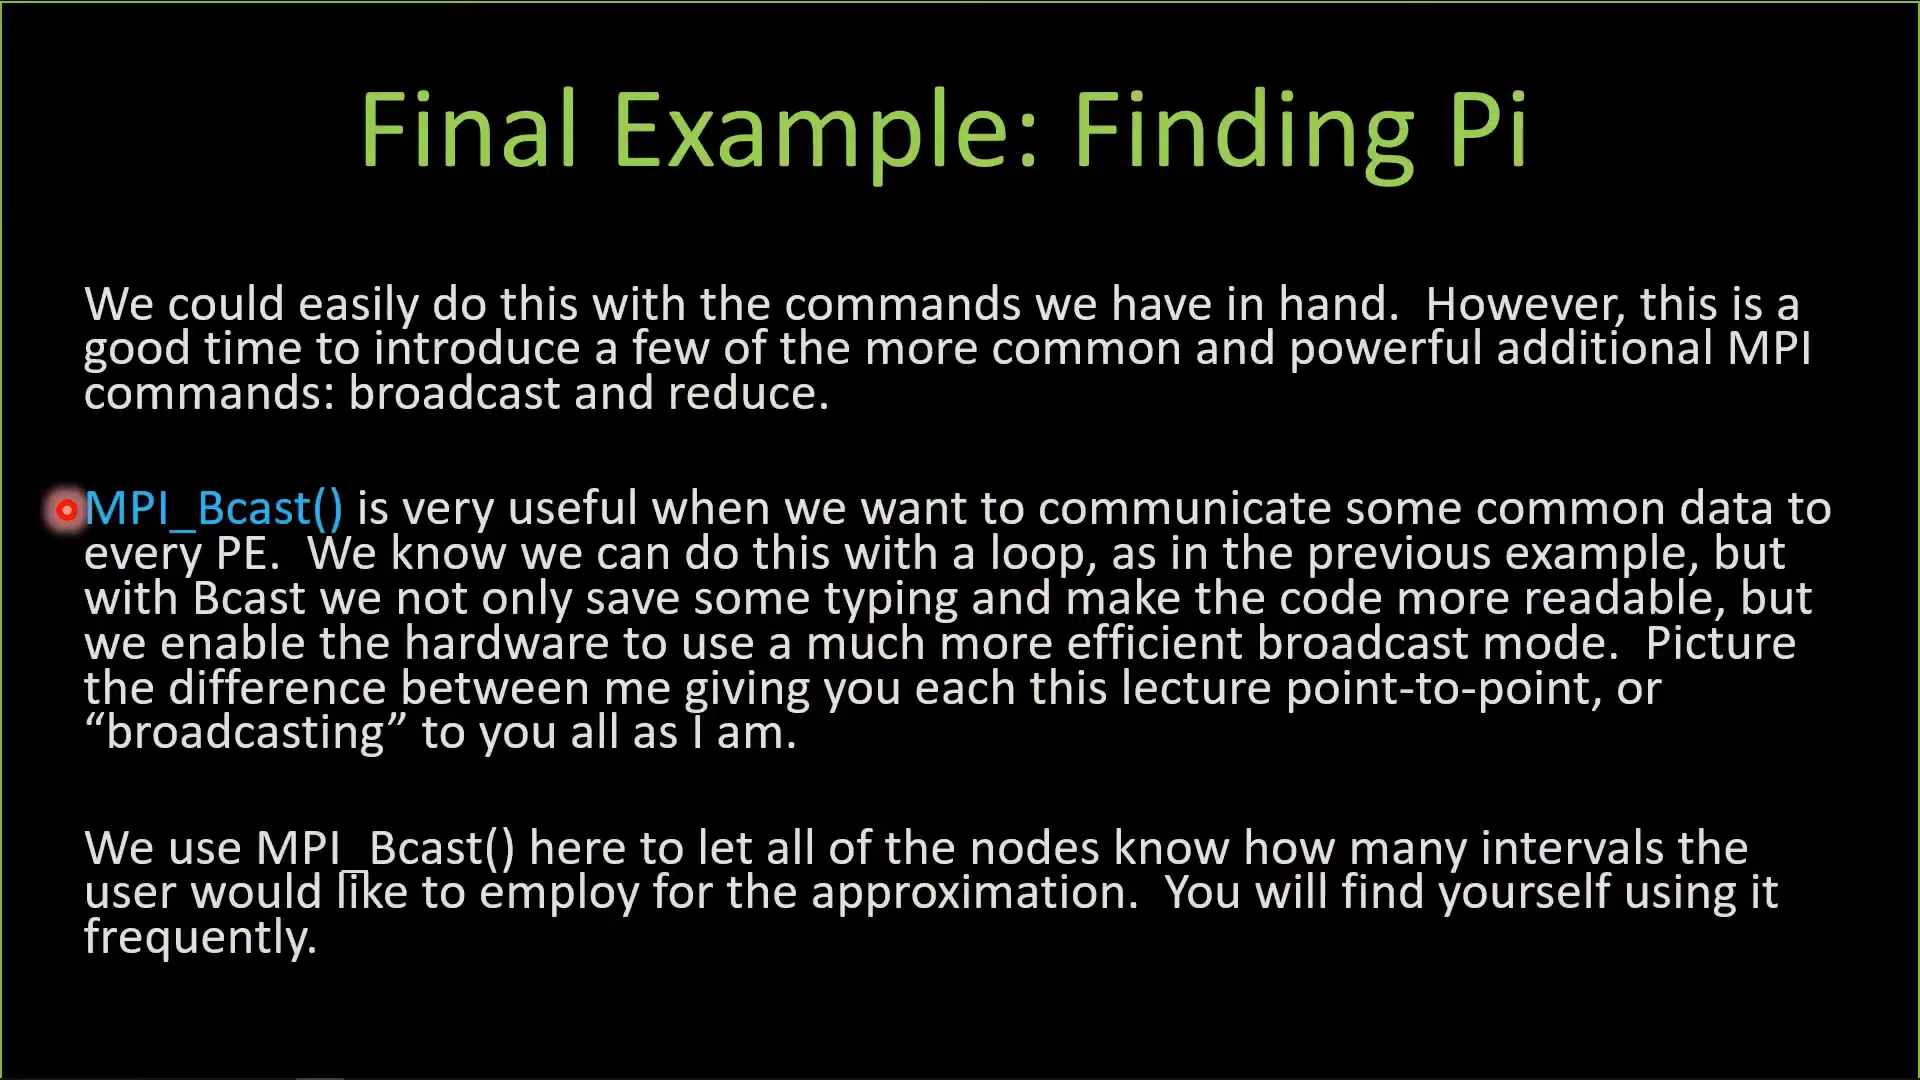 Final Example: Finding Pi
We could easily do this with the commands we have in hand.  However, this is a
good time to introduce a few of the more common and powerful additional MPI
commands: broadcast and reduce.
MPI_Bcast() is very useful when we want to communicate some common data to
every PE.  We know we can do this with a loop, as in the previous example, but
with Bcast we not only save some typing and make the code more readable, but
we enable the hardware to use a much more efficient broadcast mode.  Picture
the difference between me giving you each this lecture point-to-point, or
“broadcasting” to you all as I am.
We use MPI_Bcast() here to let all of the nodes know how many intervals the
user would like to employ for the approximation.  You will find yourself using it
frequently.